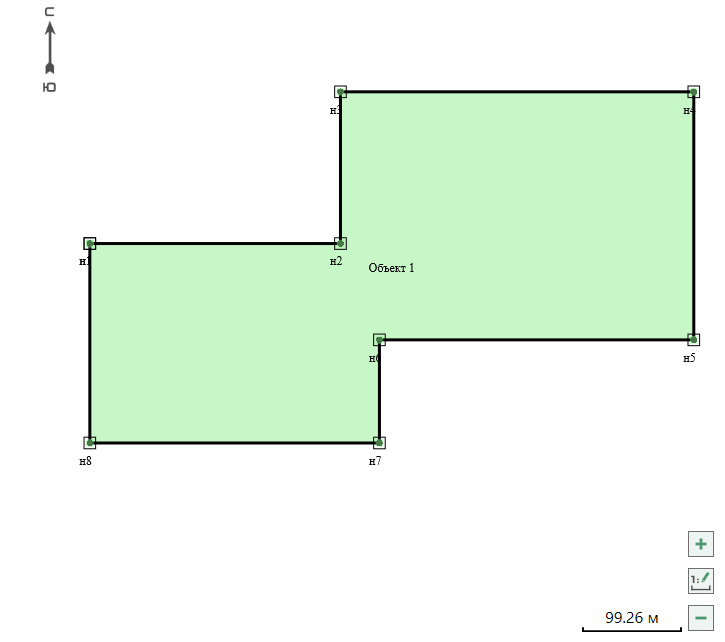 С
Ю
н3
н4
н1
н2
Объект 1
н6
н5
н8
н7
+
1:
99.26 м
−